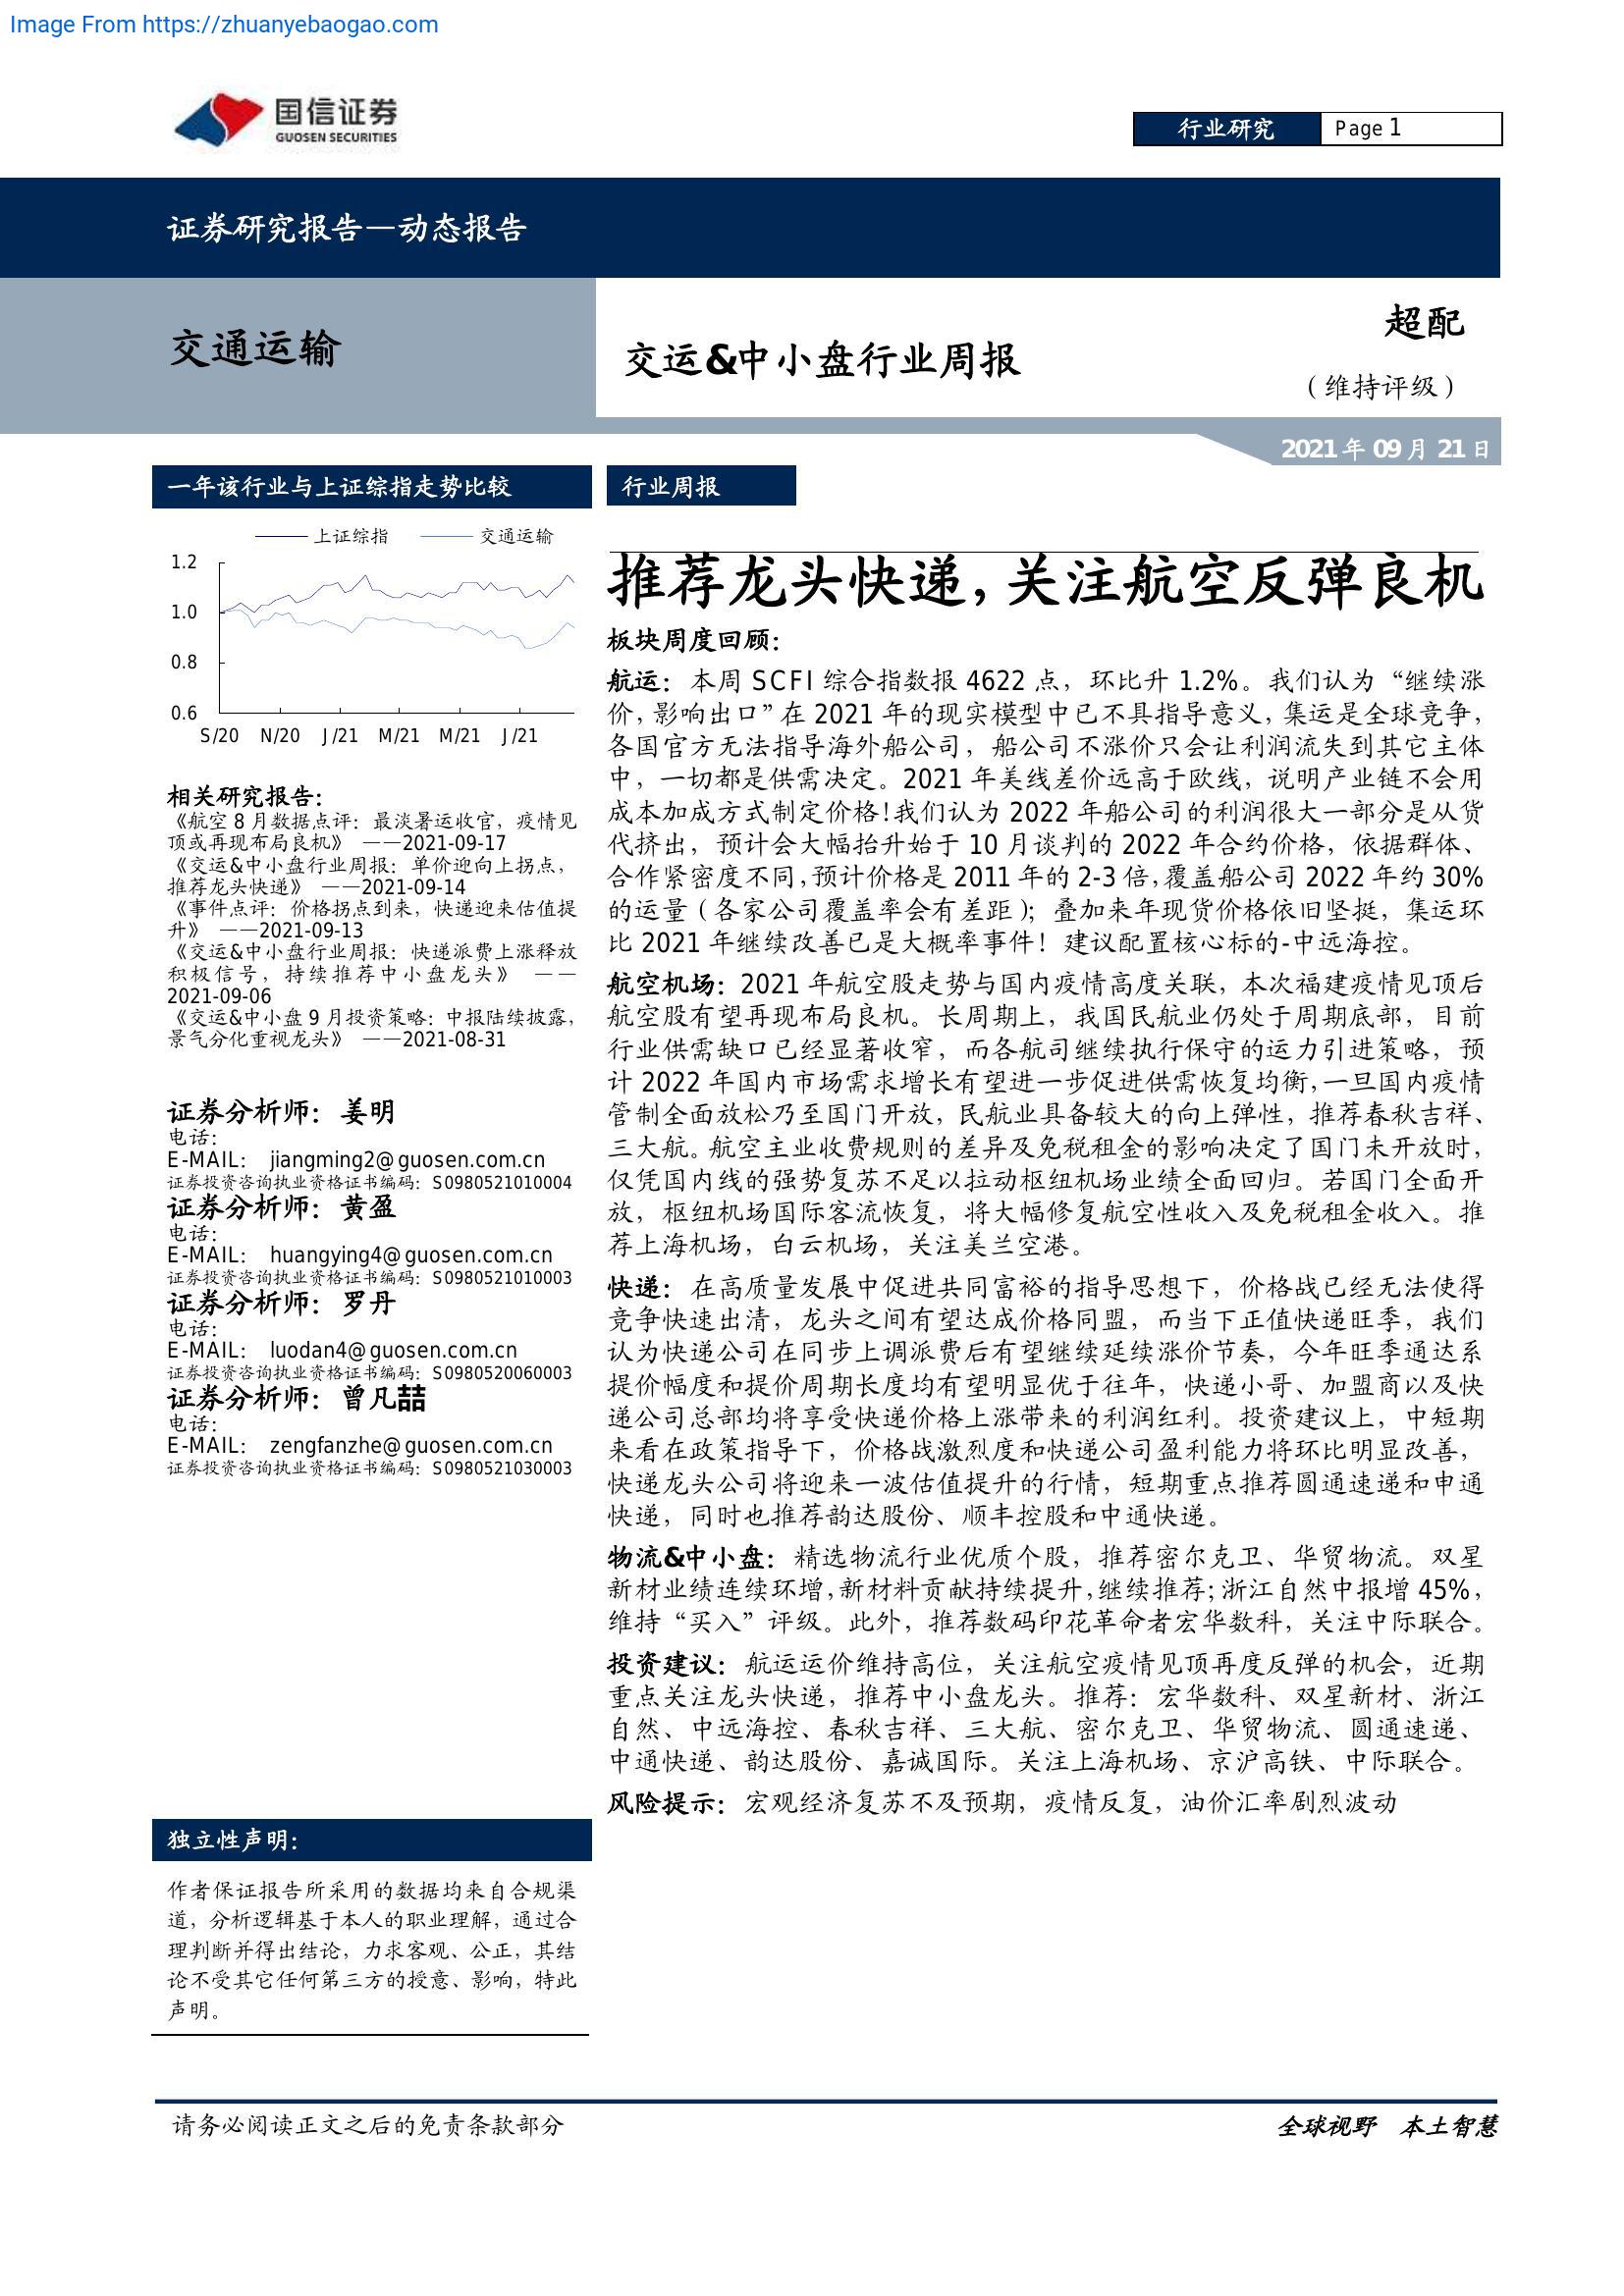 Image From https://zhuanyebaogao.com
国信证券
GUOSEN SECURITIES
行业研究
Page 1
证券研究报告—动态报告
交通运输
交运&中小盘行业周报
超配
（维持评级）
2021 年 09 月 21 日
一年该行业与上证综指走势比较
上证综指 交通运输
1.2
1.0
0.8
0.6
S/20 N/20 J/21 M/21 M/21 J/21
相关研究报告：
《航空 8 月数据点评：最淡暑运收官，疫情见
顶或再现布局良机》 ——2021-09-17
《交运&中小盘行业周报：单价迎向上拐点，
推荐龙头快递》 ——2021-09-14
《事件点评：价格拐点到来，快递迎来估值提
升》 ——2021-09-13
《交运&中小盘行业周报：快递派费上涨释放
积极信号，持续推荐中小盘龙头》 ——
2021-09-06
《交运&中小盘 9 月投资策略：中报陆续披露，
景气分化重视龙头》 ——2021-08-31
证券分析师：姜明
电话：
E-MAIL： jiangming2@guosen.com.cn
证券投资咨询执业资格证书编码：S0980521010004
证券分析师：黄盈
电话：
E-MAIL： huangying4@guosen.com.cn
证券投资咨询执业资格证书编码：S0980521010003
证券分析师：罗丹
电话：
E-MAIL： luodan4@guosen.com.cn
证券投资咨询执业资格证书编码：S0980520060003
证券分析师：曾凡喆
电话：
E-MAIL： zengfanzhe@guosen.com.cn
证券投资咨询执业资格证书编码：S0980521030003
独立性声明：
作者保证报告所采用的数据均来自合规渠
道，分析逻辑基于本人的职业理解，通过合
理判断并得出结论，力求客观、公正，其结
论不受其它任何第三方的授意、影响，特此
声明。
行业周报
推荐龙头快递，关注航空反弹良机
板块周度回顾：
航运：本周 SCFI 综合指数报 4622 点，环比升 1.2%。我们认为“继续涨
价，影响出口”在 2021 年的现实模型中已不具指导意义，集运是全球竞争，
各国官方无法指导海外船公司，船公司不涨价只会让利润流失到其它主体
中，一切都是供需决定。2021 年美线差价远高于欧线，说明产业链不会用
成本加成方式制定价格！我们认为 2022 年船公司的利润很大一部分是从货
代挤出，预计会大幅抬升始于 10 月谈判的 2022 年合约价格，依据群体、
合作紧密度不同，预计价格是 2011 年的 2-3 倍，覆盖船公司 2022 年约 30%
的运量（各家公司覆盖率会有差距）；叠加来年现货价格依旧坚挺，集运环
比 2021 年继续改善已是大概率事件！建议配置核心标的-中远海控。
航空机场：2021 年航空股走势与国内疫情高度关联，本次福建疫情见顶后
航空股有望再现布局良机。长周期上，我国民航业仍处于周期底部，目前
行业供需缺口已经显著收窄，而各航司继续执行保守的运力引进策略，预
计 2022 年国内市场需求增长有望进一步促进供需恢复均衡，一旦国内疫情
管制全面放松乃至国门开放，民航业具备较大的向上弹性，推荐春秋吉祥、
三大航。航空主业收费规则的差异及免税租金的影响决定了国门未开放时，
仅凭国内线的强势复苏不足以拉动枢纽机场业绩全面回归。若国门全面开
放，枢纽机场国际客流恢复，将大幅修复航空性收入及免税租金收入。推
荐上海机场，白云机场，关注美兰空港。
快递：在高质量发展中促进共同富裕的指导思想下，价格战已经无法使得
竞争快速出清，龙头之间有望达成价格同盟，而当下正值快递旺季，我们
认为快递公司在同步上调派费后有望继续延续涨价节奏，今年旺季通达系
提价幅度和提价周期长度均有望明显优于往年，快递小哥、加盟商以及快
递公司总部均将享受快递价格上涨带来的利润红利。投资建议上，中短期
来看在政策指导下，价格战激烈度和快递公司盈利能力将环比明显改善，
快递龙头公司将迎来一波估值提升的行情，短期重点推荐圆通速递和中通
快递，同时也推荐韵达股份、顺丰控股和中通快递。
物流&中小盘：精选物流行业优质个股，推荐密尔克卫、华贸物流。双星
新材业绩连续环增，新材料贡献持续提升，继续推荐；浙江自然中报增 45%，
维持“买入”评级。此外，推荐数码印花革命者宏华数科，关注中际联合。
投资建议：航运运价维持高位，关注航空疫情见顶再度反弹的机会，近期
重点关注龙头快递，推荐中小盘龙头。推荐：宏华数科、双星新材、浙江
自然、中远海控、春秋吉祥、三大航、密尔克卫、华贸物流、圆通速递、
中通快递、韵达股份、嘉诚国际。关注上海机场、京沪高铁、中际联合。
风险提示：宏观经济复苏不及预期，疫情反复，油价汇率剧烈波动
请务必阅读正文之后的免责条款部分
全球视野 本土智慧